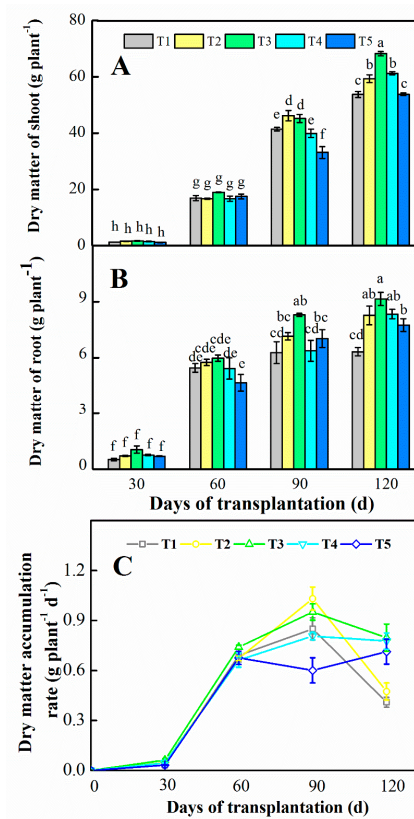 T1 T2 T3 T4 T5
A
Dry matter of shoot (g plant⁻¹)
80
60
40
20
0
h h h h h
g g g g g
e d d e f
c b a b c
B
Dry matter of root (g plant⁻¹)
9
6
3
0
f f f f f
de cde cde de e
cd bc ab cd bc
cd ab a ab b
30 60 90 120
Days of transplantation (d)
T1 T2 T3 T4 T5
C
Dry matter accumulation rate (g plant⁻¹ d⁻¹)
1.2
0.9
0.6
0.3
0.0
0 30 60 90 120
Days of transplantation (d)